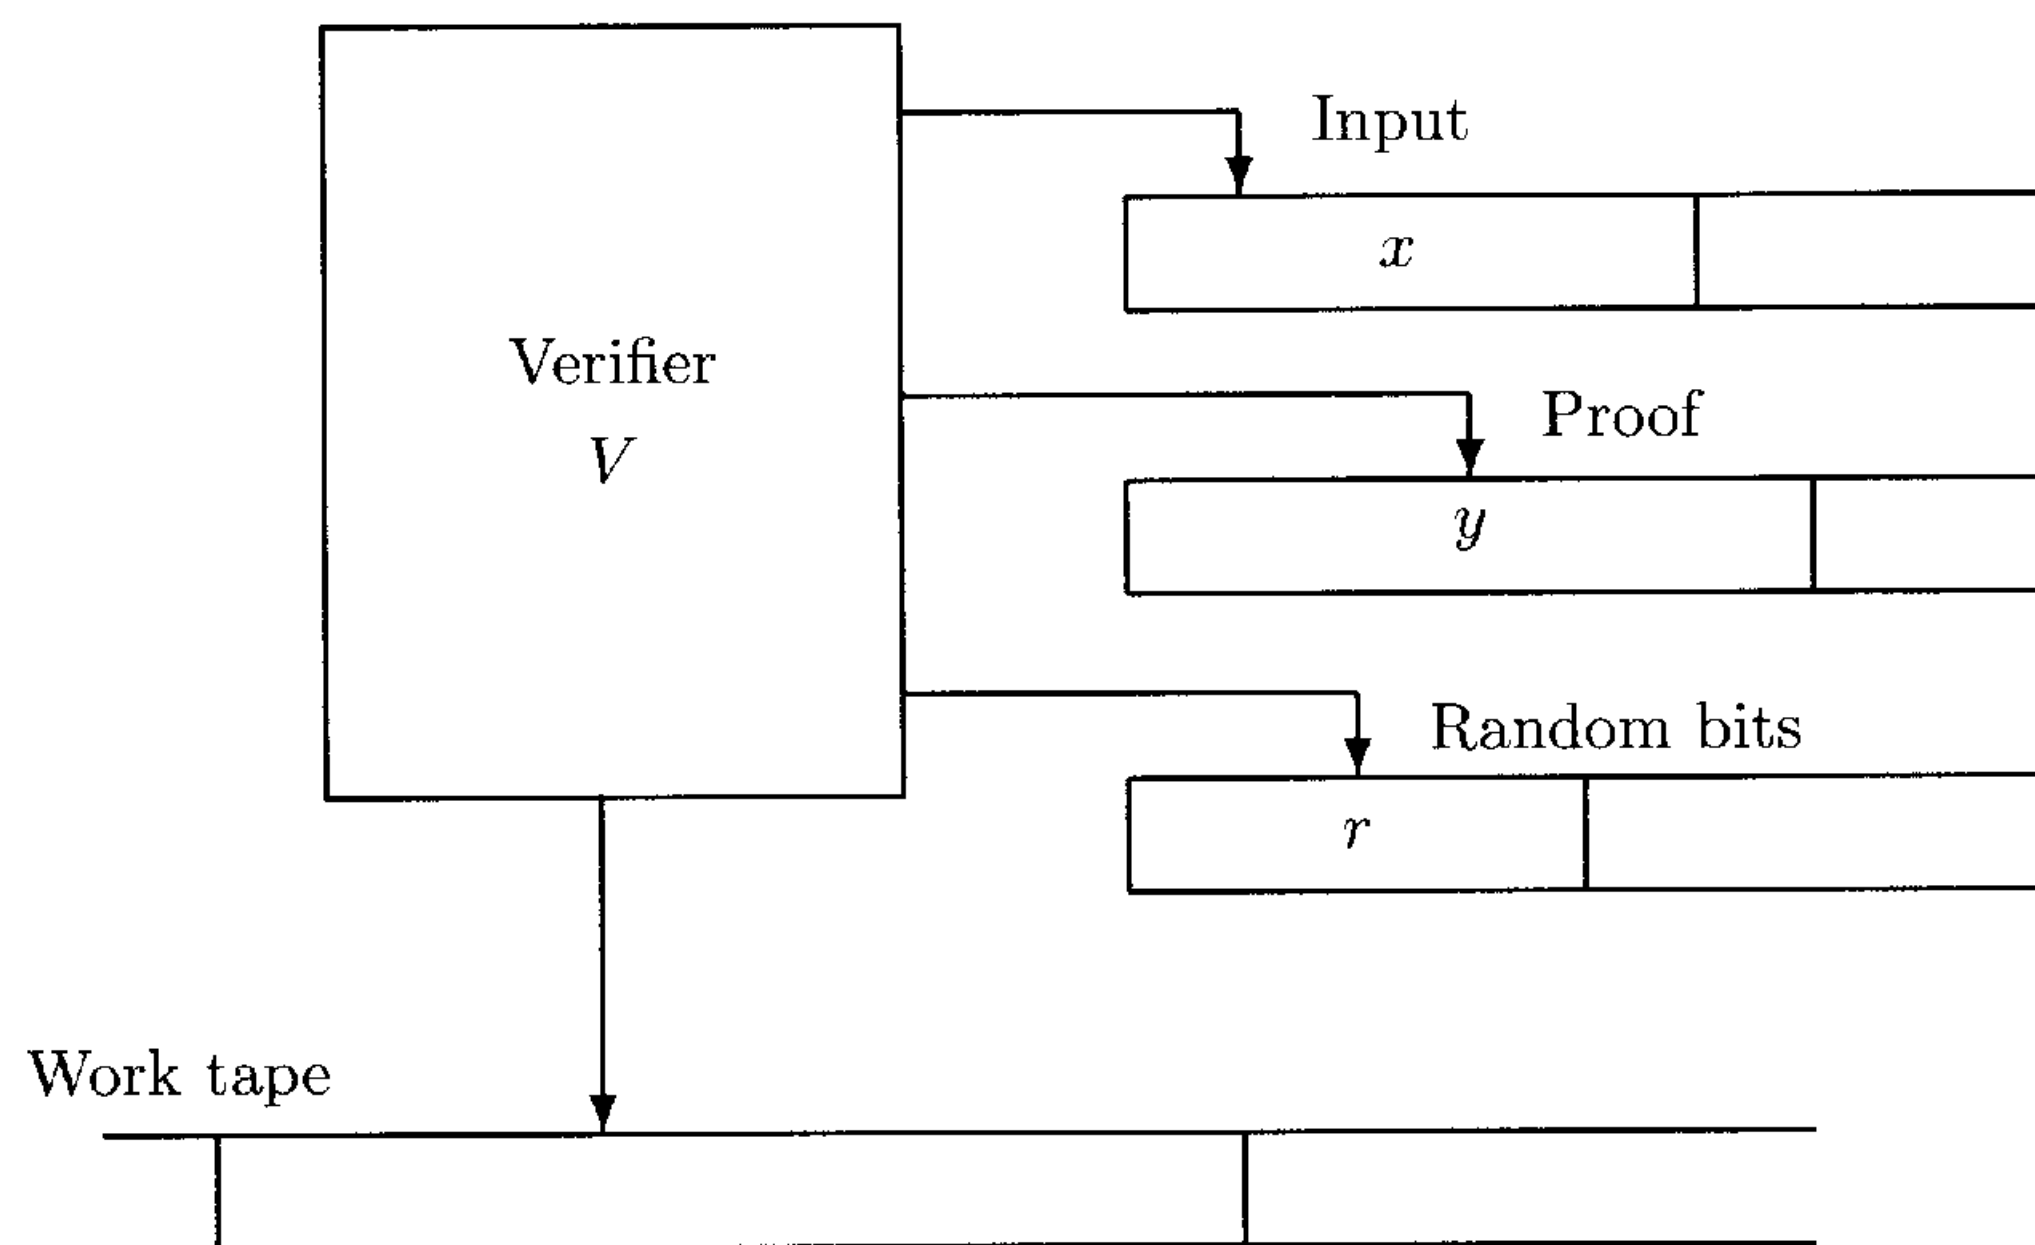 Input
x
Verifier
V
Proof
y
Random bits
r
Work tape